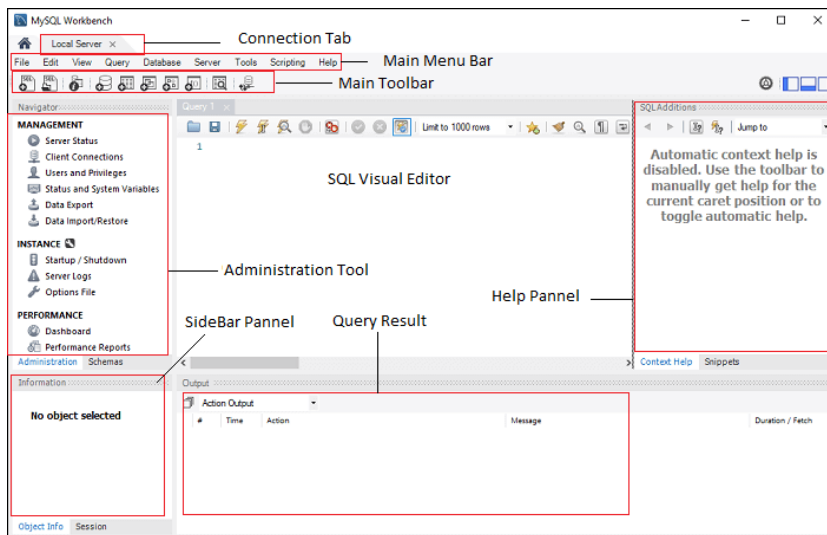 MySQL Workbench
Local Server ×
Connection Tab
File Edit View Query Database Server Tools Scripting Help
Main Menu Bar
Main Toolbar
Navigator
MANAGEMENT
Server Status
Client Connections
Users and Privileges
Status and System Variables
Data Export
Data Import/Restore
INSTANCE
Startup / Shutdown
Server Logs
Options File
PERFORMANCE
Dashboard
Performance Reports
Administration Schemas
Administration Tool
SideBar Pannel
Query 1 ×
Limit to 1000 rows
1
SQL Visual Editor
Query Result
Help Pannel
SQLAdditions
Jump to
Automatic context help is
disabled. Use the toolbar to
manually get help for the
current caret position or to
toggle automatic help.
Context Help Snippets
Information
No object selected
Object Info Session
Output
Action Output
# Time Action Message Duration / Fetch